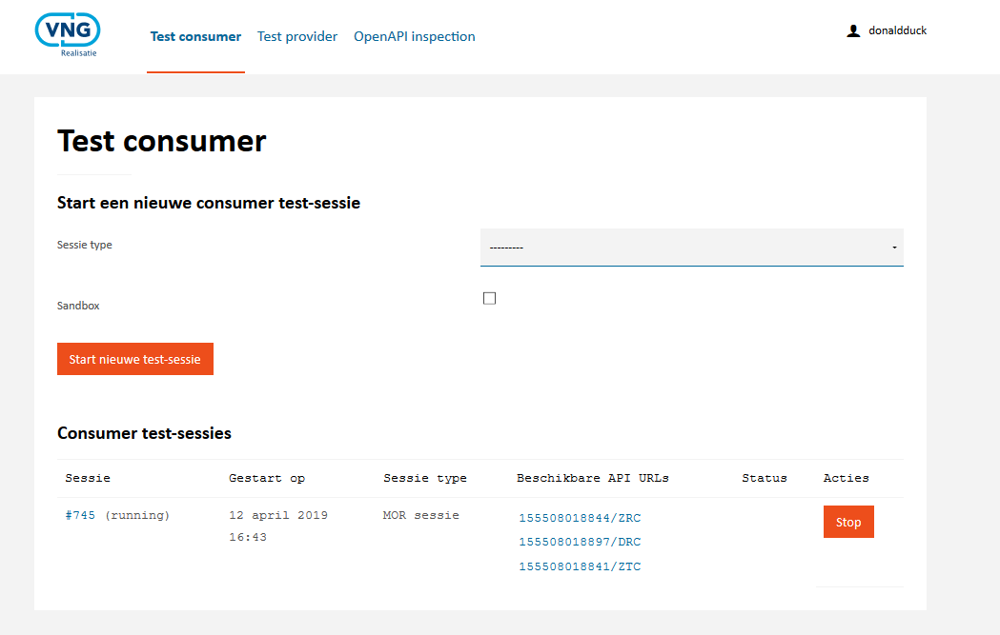 VNG
Realisatie
Test consumer Test provider OpenAPI inspection
donaldduck
Test consumer
Start een nieuwe consumer test-sessie
Sessie type
---------
Sandbox
Start nieuwe test-sessie
Consumer test-sessies
Sessie Gestart op Sessie type Beschikbare API URLs Status Acties
#745 (running) 12 april 2019 MOR sessie 155508018844/ZRC Stop
16:43
155508018897/DRC
155508018841/ZTC